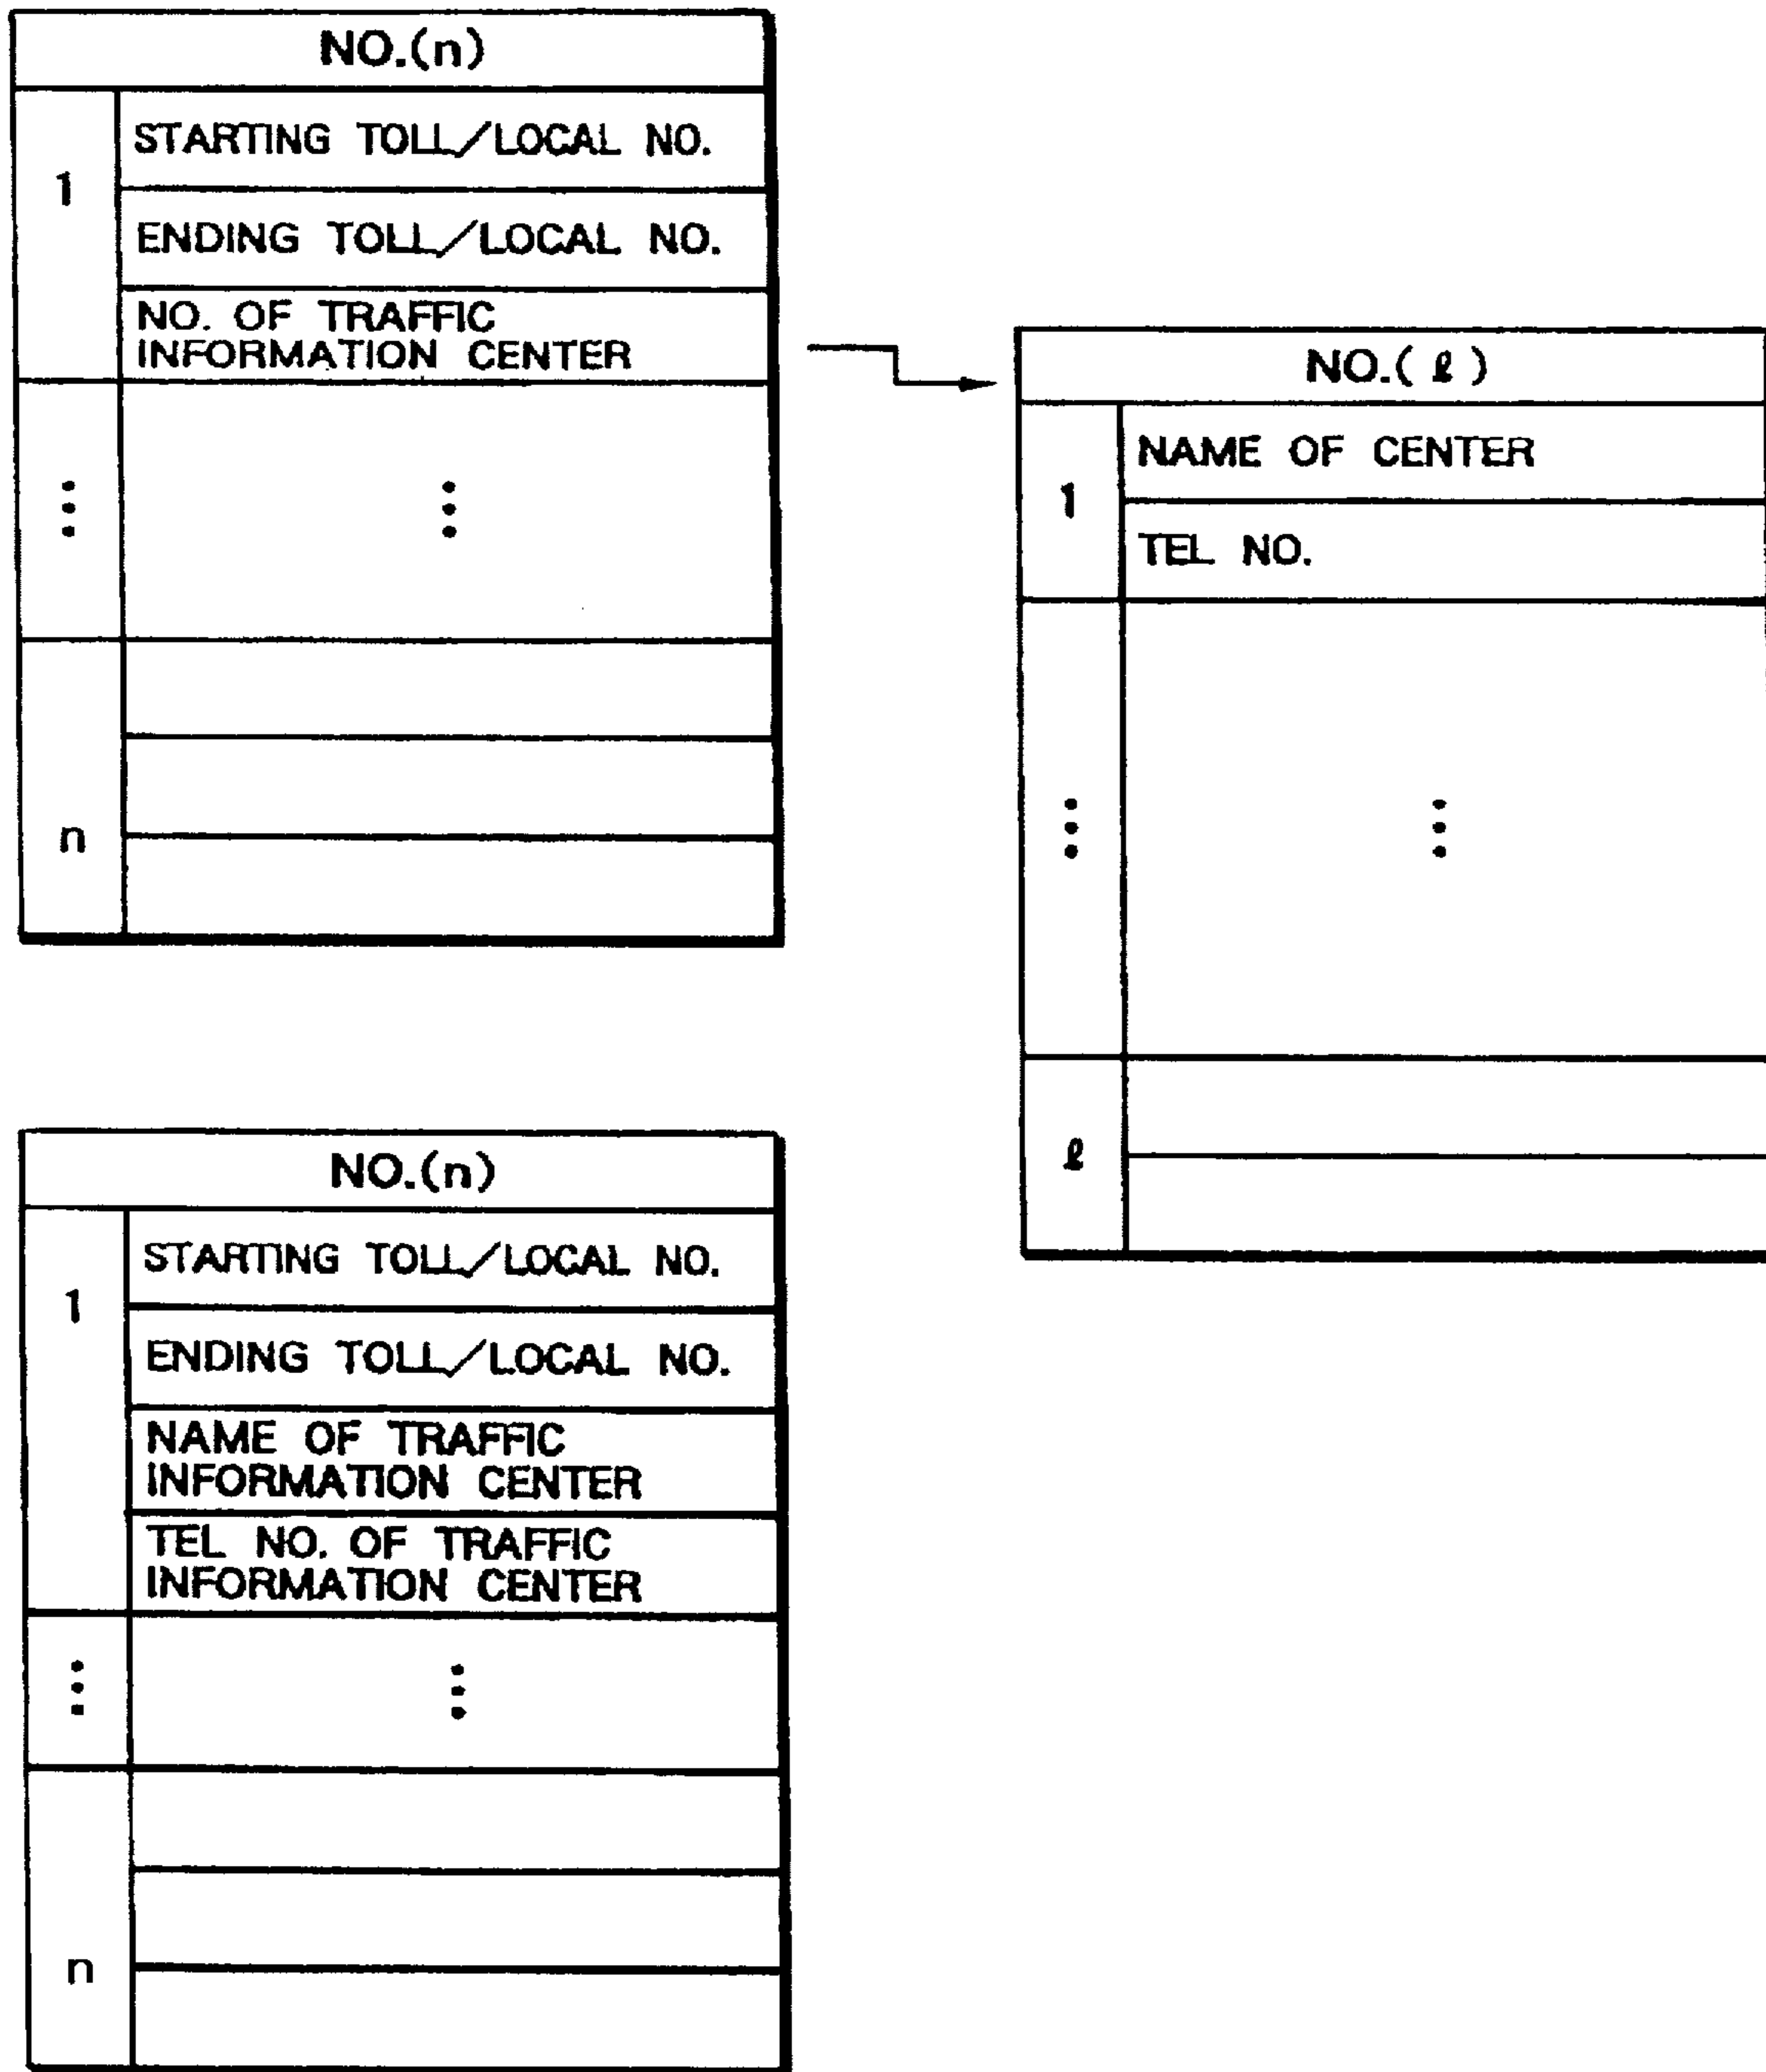 NO.(n)
1
STARTING TOLL/LOCAL NO.
ENDING TOLL/LOCAL NO.
NO. OF TRAFFIC
INFORMATION CENTER
n
NO.(ℓ)
1
NAME OF CENTER
TEL NO.
ℓ
NO.(n)
1
STARTING TOLL/LOCAL NO.
ENDING TOLL/LOCAL NO.
NAME OF TRAFFIC
INFORMATION CENTER
TEL NO. OF TRAFFIC
INFORMATION CENTER
n